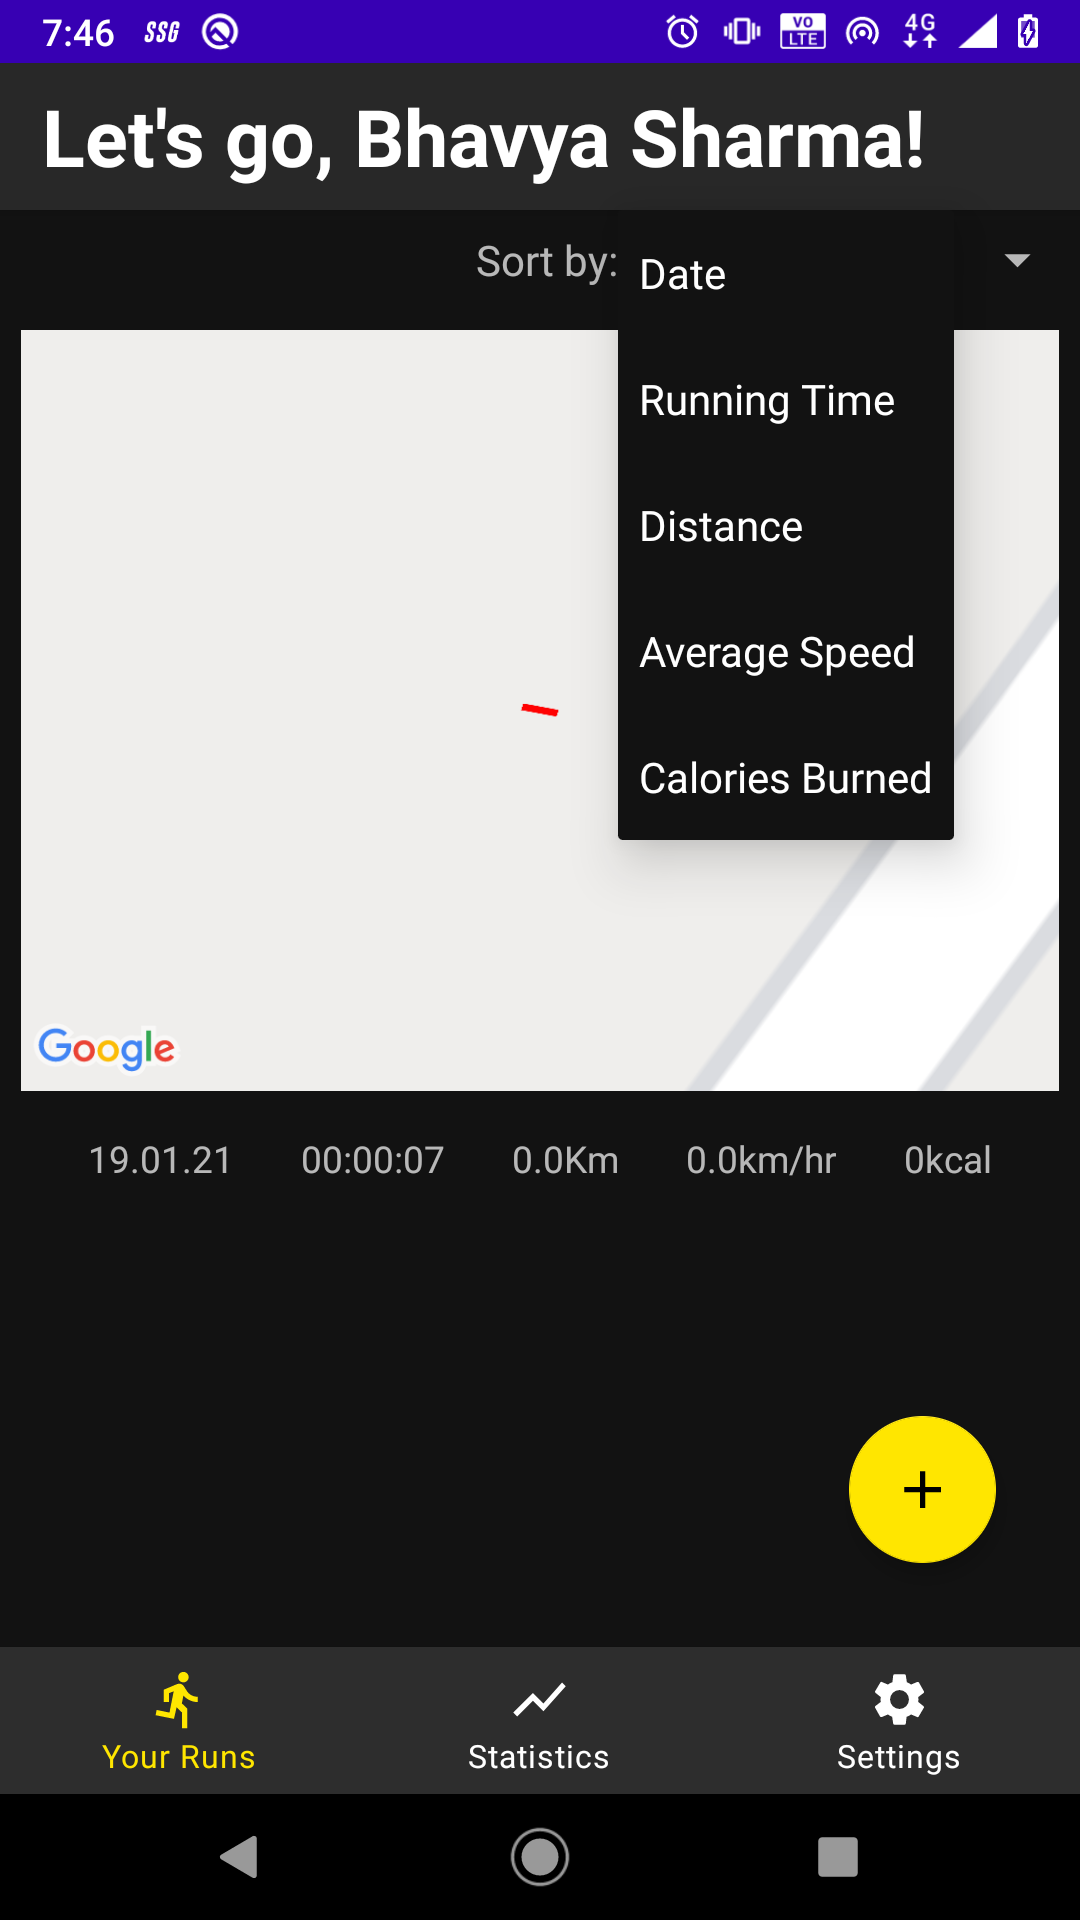 7:46 SSG VO LTE 4G
Let's go, Bhavya Sharma!
Sort by:
Date
Running Time
Distance
Average Speed
Calories Burned
Google
19.01.21 00:00:07 0.0Km 0.0km/hr 0kcal
Your Runs Statistics Settings